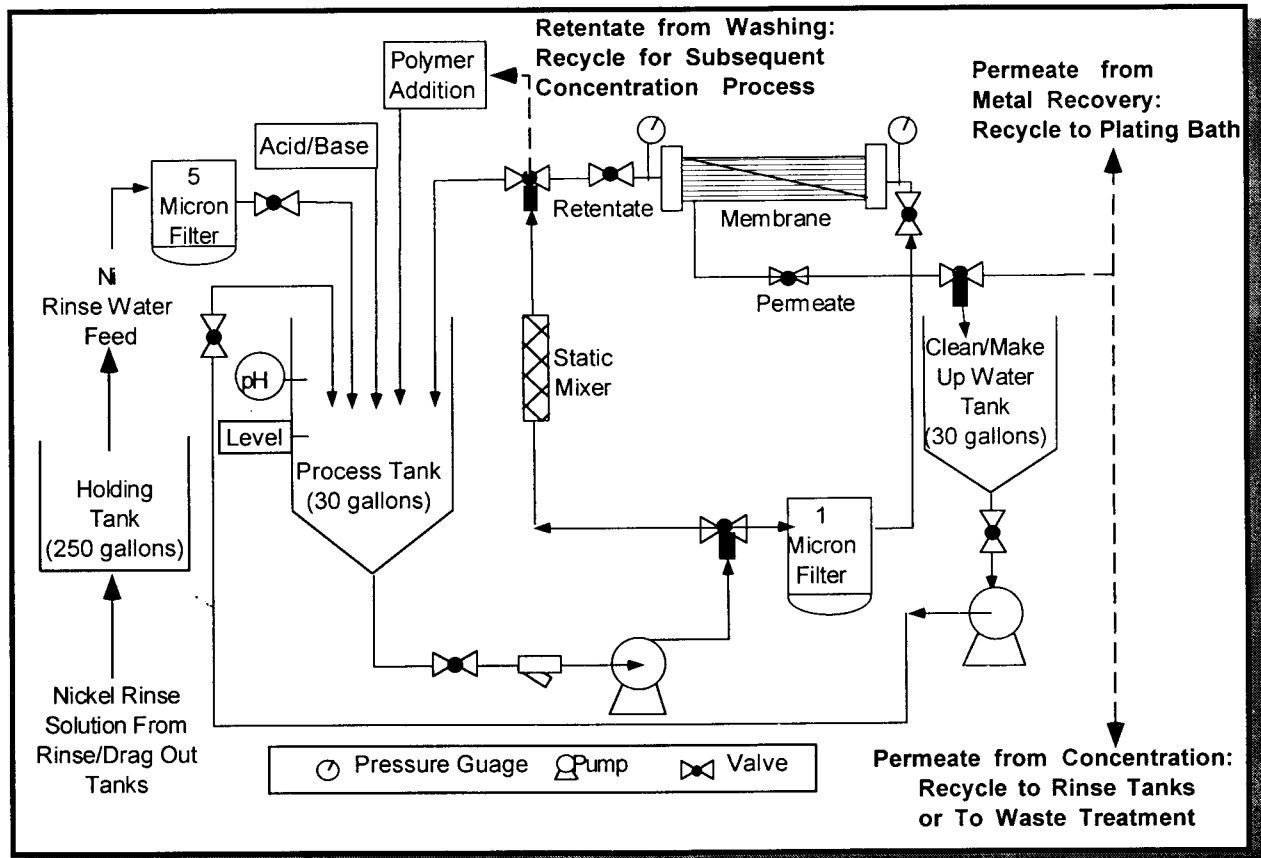 Retentate from Washing:
Recycle for Subsequent
Concentration Process
Polymer
Addition
Permeate from
Metal Recovery:
Recycle to Plating Bath
Acid/Base
5
Micron
Filter
Retentate
Membrane
Ni
Rinse Water
Feed
Permeate
pH
Static
Mixer
Clean/Make
Up Water
Tank
(30 gallons)
Level
Process Tank
(30 gallons)
Holding
Tank
(250 gallons)
1
Micron
Filter
Nickel Rinse
Solution From
Rinse/Drag Out
Tanks
Pressure Guage
Pump
Valve
Permeate from Concentration:
Recycle to Rinse Tanks
or To Waste Treatment